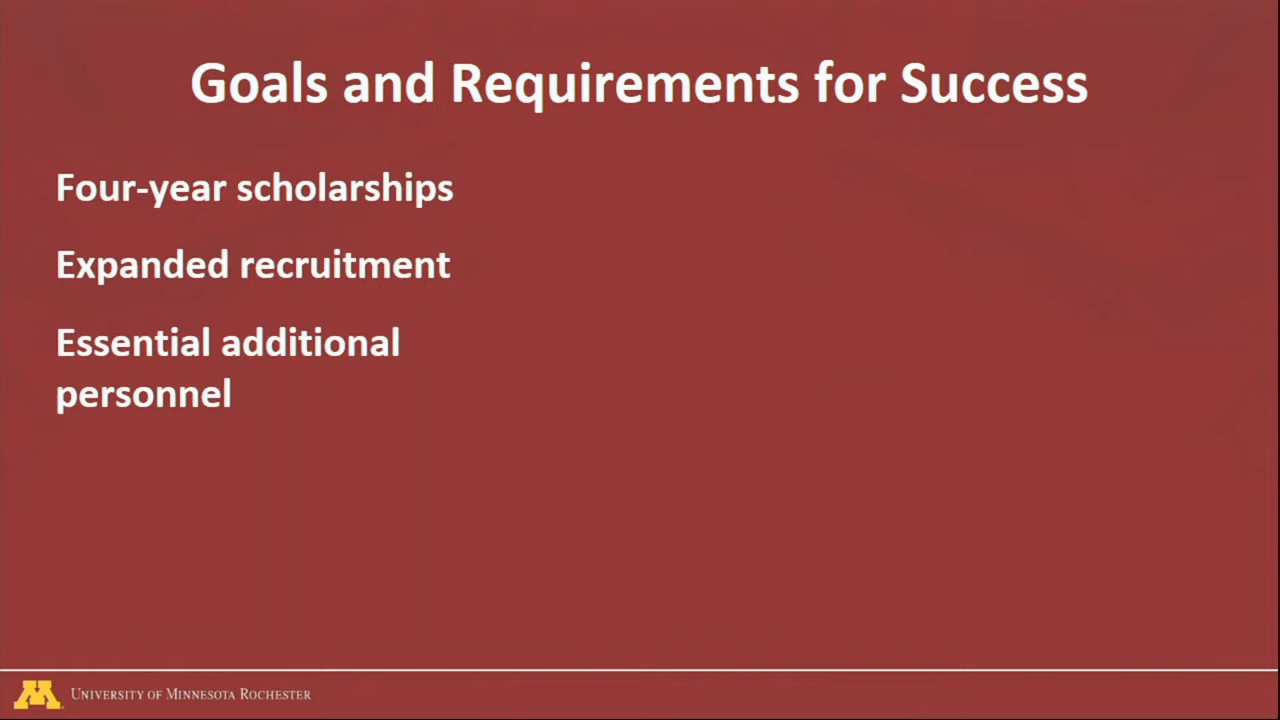 Goals and Requirements for Success
Four-year scholarships
Expanded recruitment
Essential additional
personnel
M
UNIVERSITY OF MINNESOTA ROCHESTER